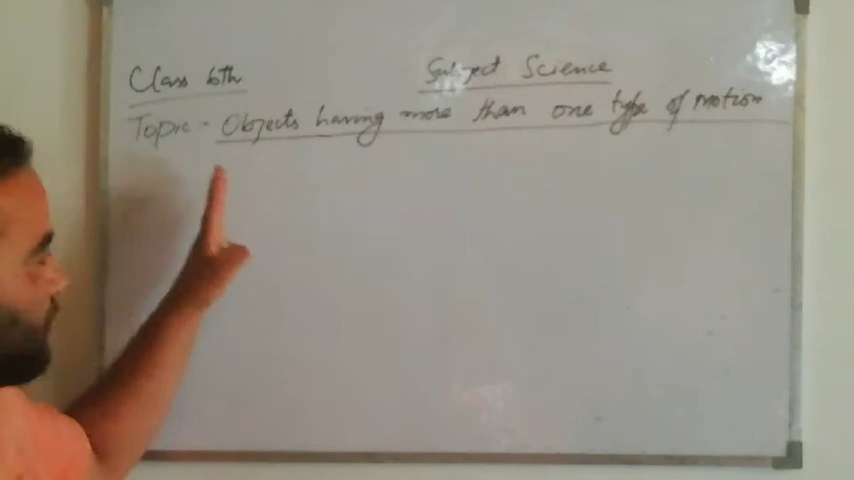 Class 6th
Subject Science
Topic - Objects having more than one type of motion